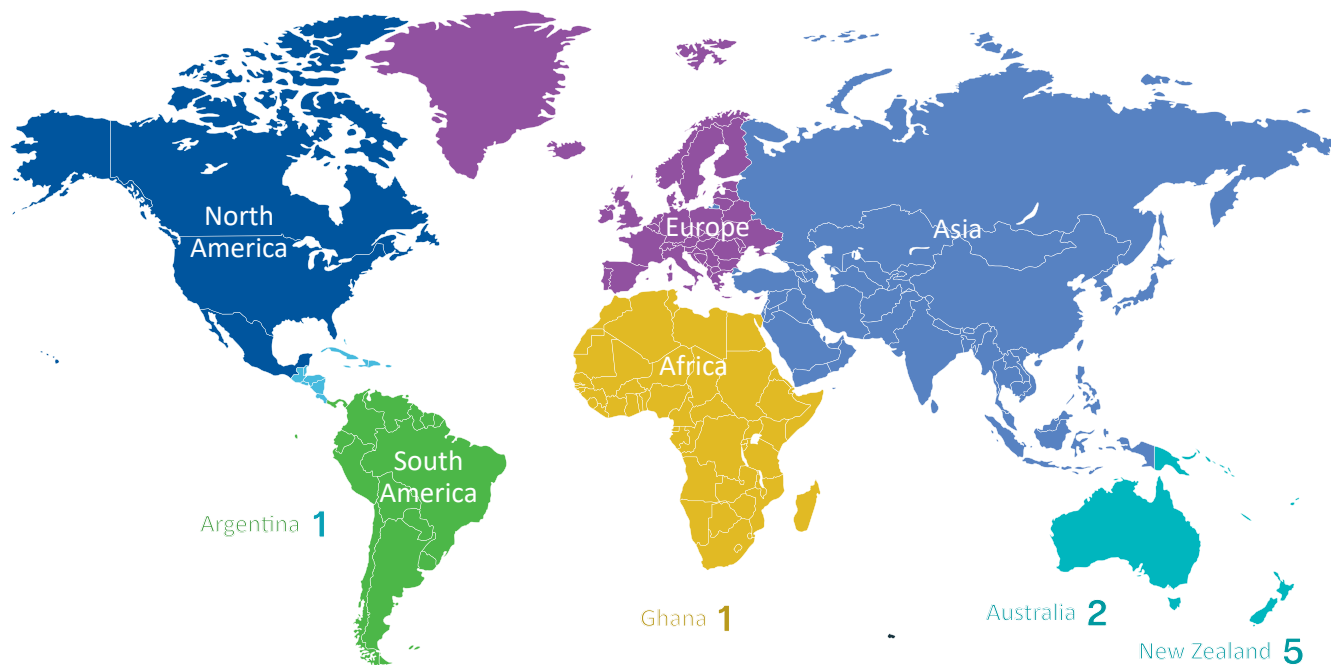 North
America
Europe
Asia
Africa
South
America
Argentina 1
Ghana 1
Australia 2
New Zealand 5